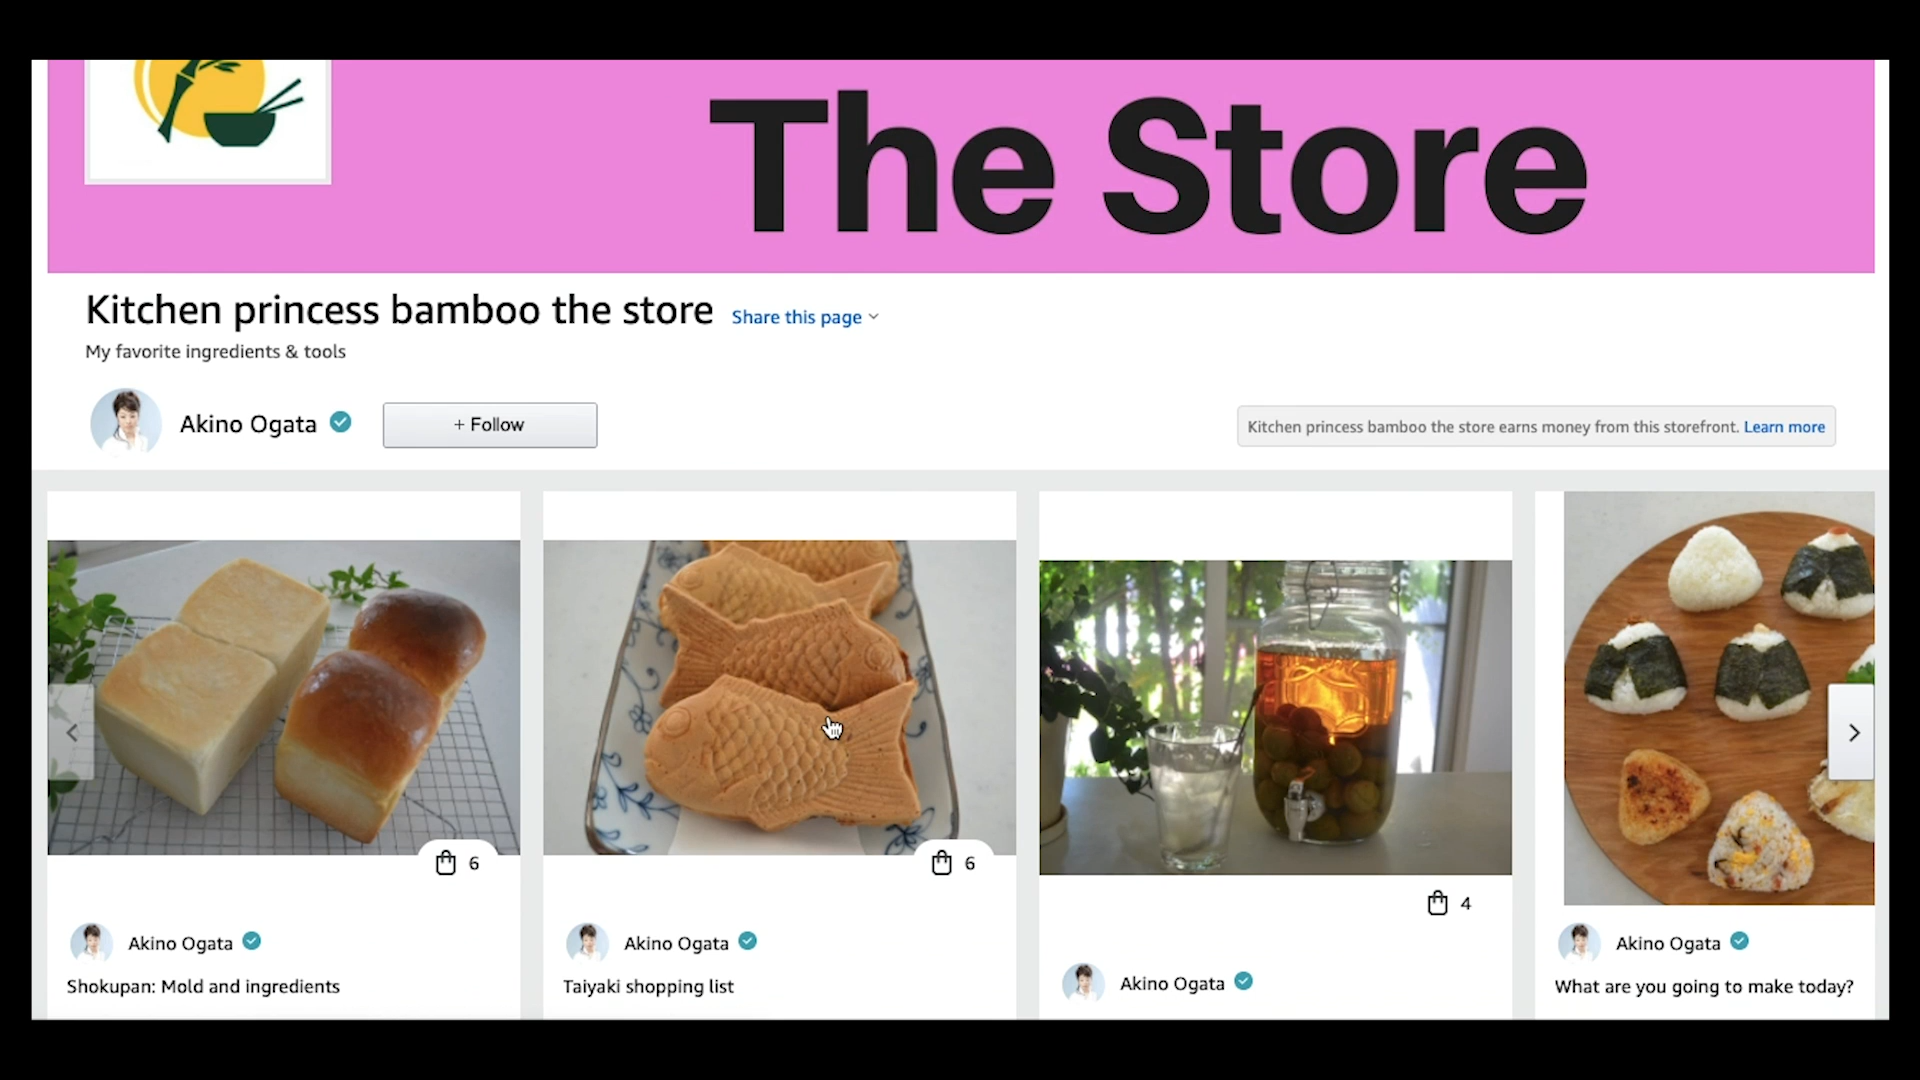 The Store
Kitchen princess bamboo the store
Share this page
My favorite ingredients & tools
Akino Ogata
+ Follow
Kitchen princess bamboo the store earns money from this storefront. Learn more
6
6
4
Akino Ogata
Akino Ogata
Akino Ogata
Akino Ogata
Shokupan: Mold and ingredients
Taiyaki shopping list
What are you going to make today?